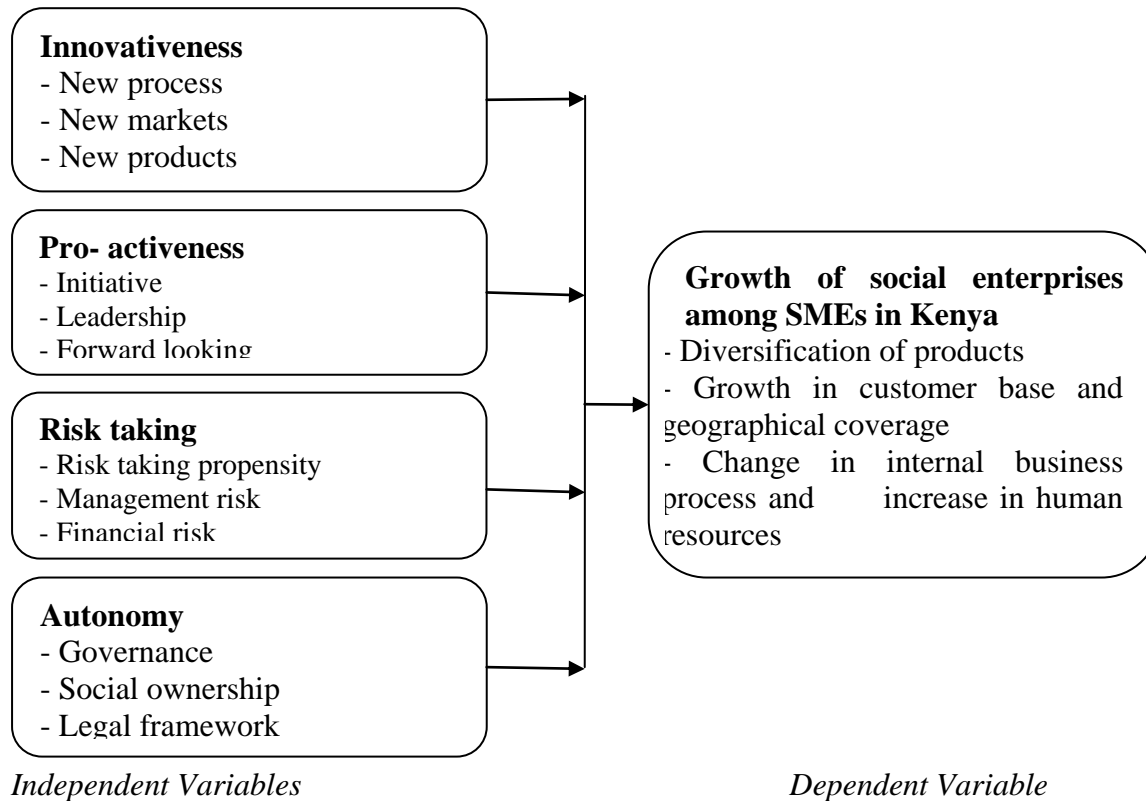 Innovativeness
- New process
- New markets
- New products
Pro- activeness
- Initiative
- Leadership
- Forward looking
Risk taking
- Risk taking propensity
- Management risk
- Financial risk
Autonomy
- Governance
- Social ownership
- Legal framework
Independent Variables
Growth of social enterprises
among SMEs in Kenya
- Diversification of products
- Growth in customer base and
geographical coverage
- Change in internal business
process and increase in human
resources
Dependent Variable